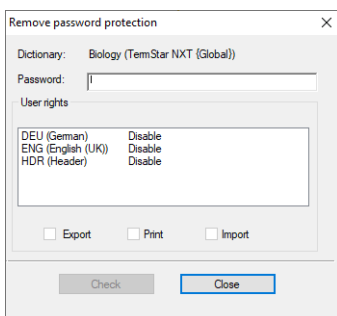 Remove password protection
Dictionary: Biology (TermStar NXT {Global})
Password:
User rights
DEU (German) Disable
ENG (English (UK)) Disable
HDR (Header) Disable
Export Print Import
Check Close